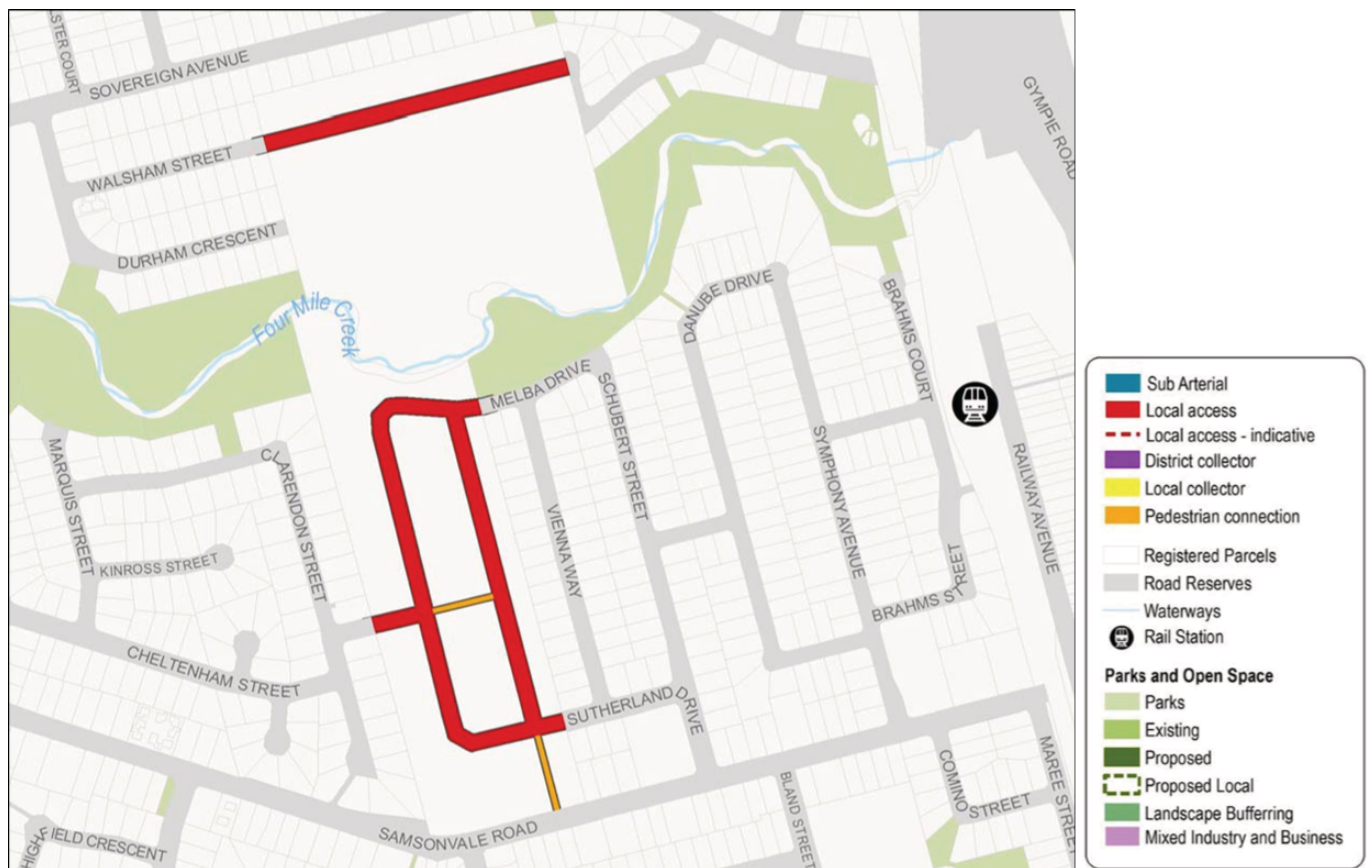 STER COURT
SOVEREIGN AVENUE
GYMPIE ROAD
WALSHAM STREET
DURHAM CRESCENT
Four Mile Creek
DANUBE DRIVE
BRAHMS COURT
MELBA DRIVE
SCHUBERT STREET
MARQUIS STREET
CLARENDON STREET
VIENNA WAY
SYMPHONY AVENUE
RAILWAY AVENUE
KINROSS STREET
BRAHMS STREET
CHELTENHAM STREET
SUTHERLAND DRIVE
COMINO STREET
MAREE STREET
BLAND STREET
SAMSONVALE ROAD
HIGHFIELD CRESCENT
Sub Arterial
Local access
Local access - indicative
District collector
Local collector
Pedestrian connection
Registered Parcels
Road Reserves
Waterways
Rail Station
Parks and Open Space
Parks
Existing
Proposed
Proposed Local
Landscape Bufferring
Mixed Industry and Business